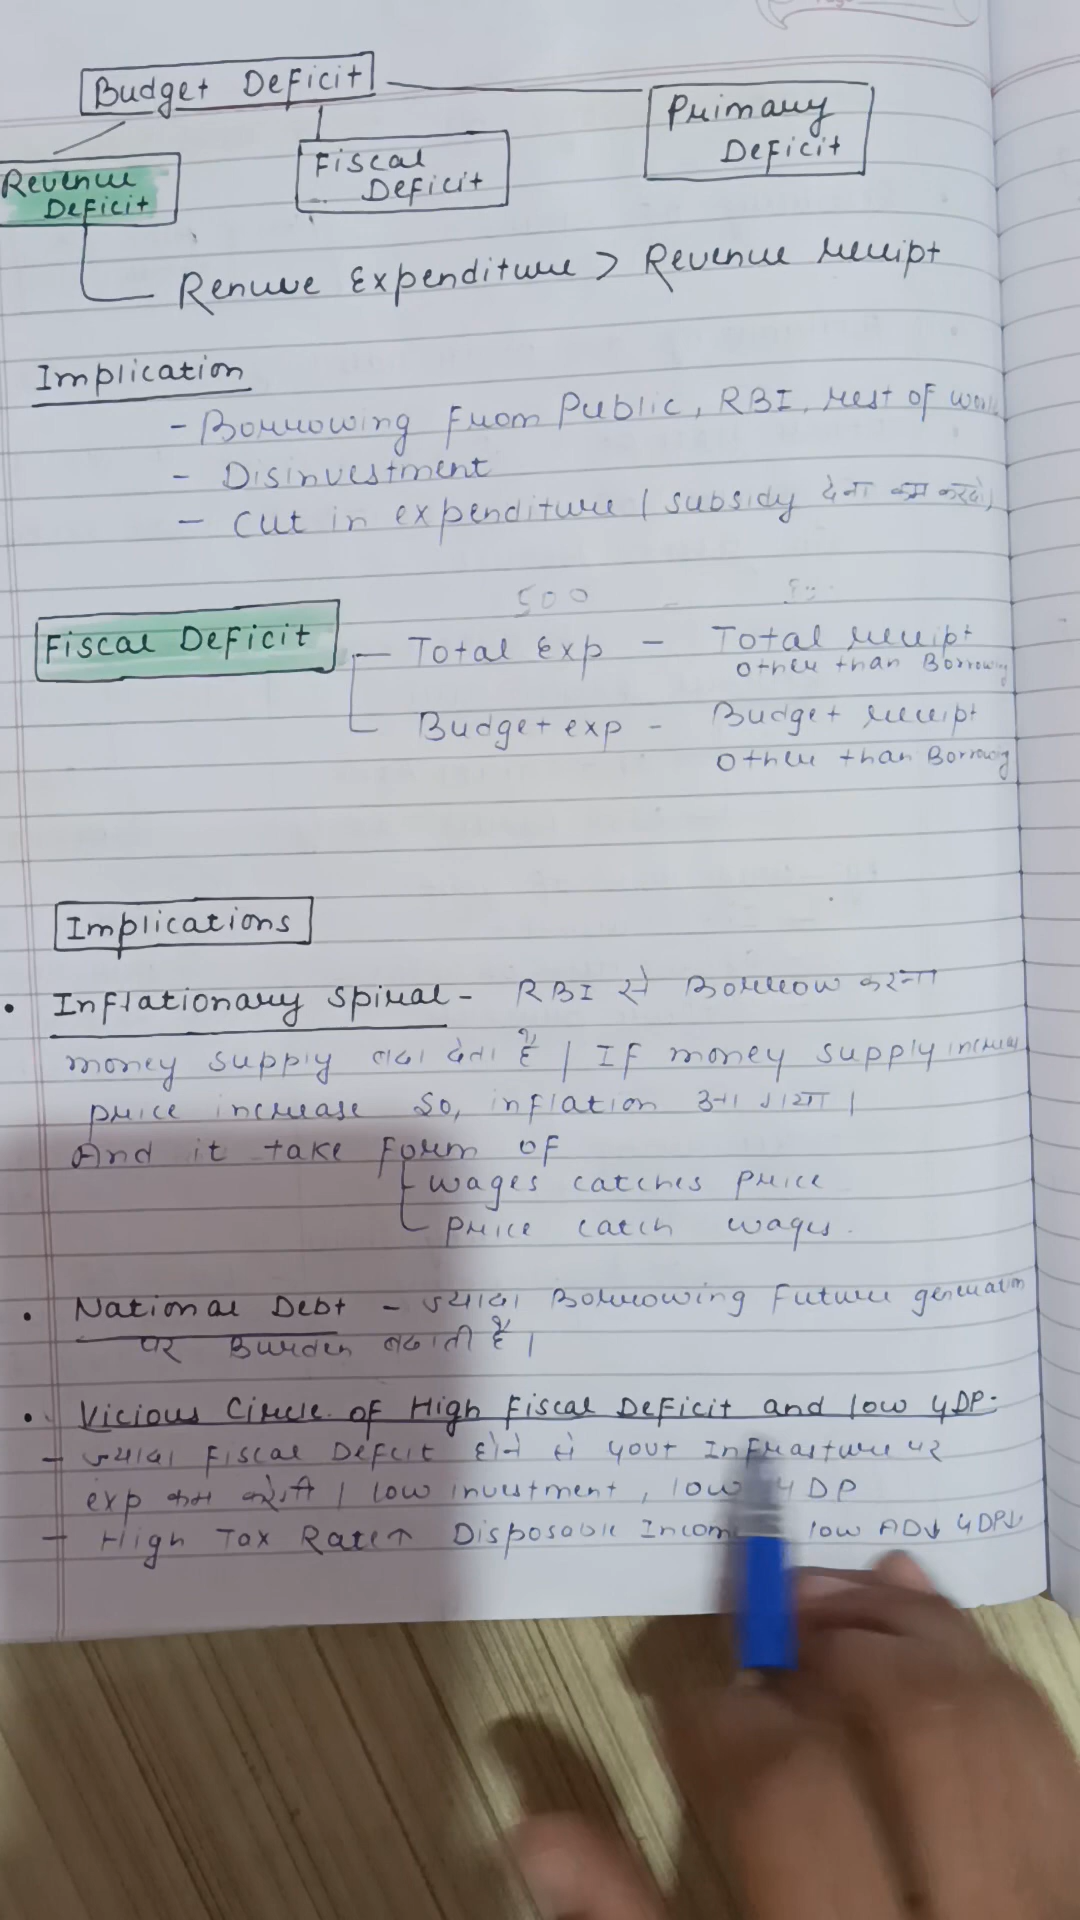 Budget Deficit
Primary
Deficit
Fiscal
Deficit
Revenue
Deficit
Renuve Expenditure > Revenue receipt
Implication
- Borrowing From Public, RBI, rest of
- Disinvestment
- cut in expenditure / subsidy देना कम करदो,
500
Fiscal Deficit
Total Exp - Total receipt
other than Borrowing
Budget exp - Budget receipt
other than Borrowing
Implications
• Inflationary Spiral - RBI से Borrow करना
money supply बढ़ा देता है | If money supply increase
price increase so, inflation आ गया |
And it take Form of
wages catches price
price catch wages.
• National Debt - ज्यादा Borrowing Future generation
पर Burden बढ़ाती है |
• Vicious Circle of High Fiscal Deficit and low GDP:
- ज्यादा Fiscal Deficit होने से Govt Infrasture पर
exp कम करेगी | low investment, low GDP
- High Tax Rate↑ Disposable Income low AD↓ GDP↓